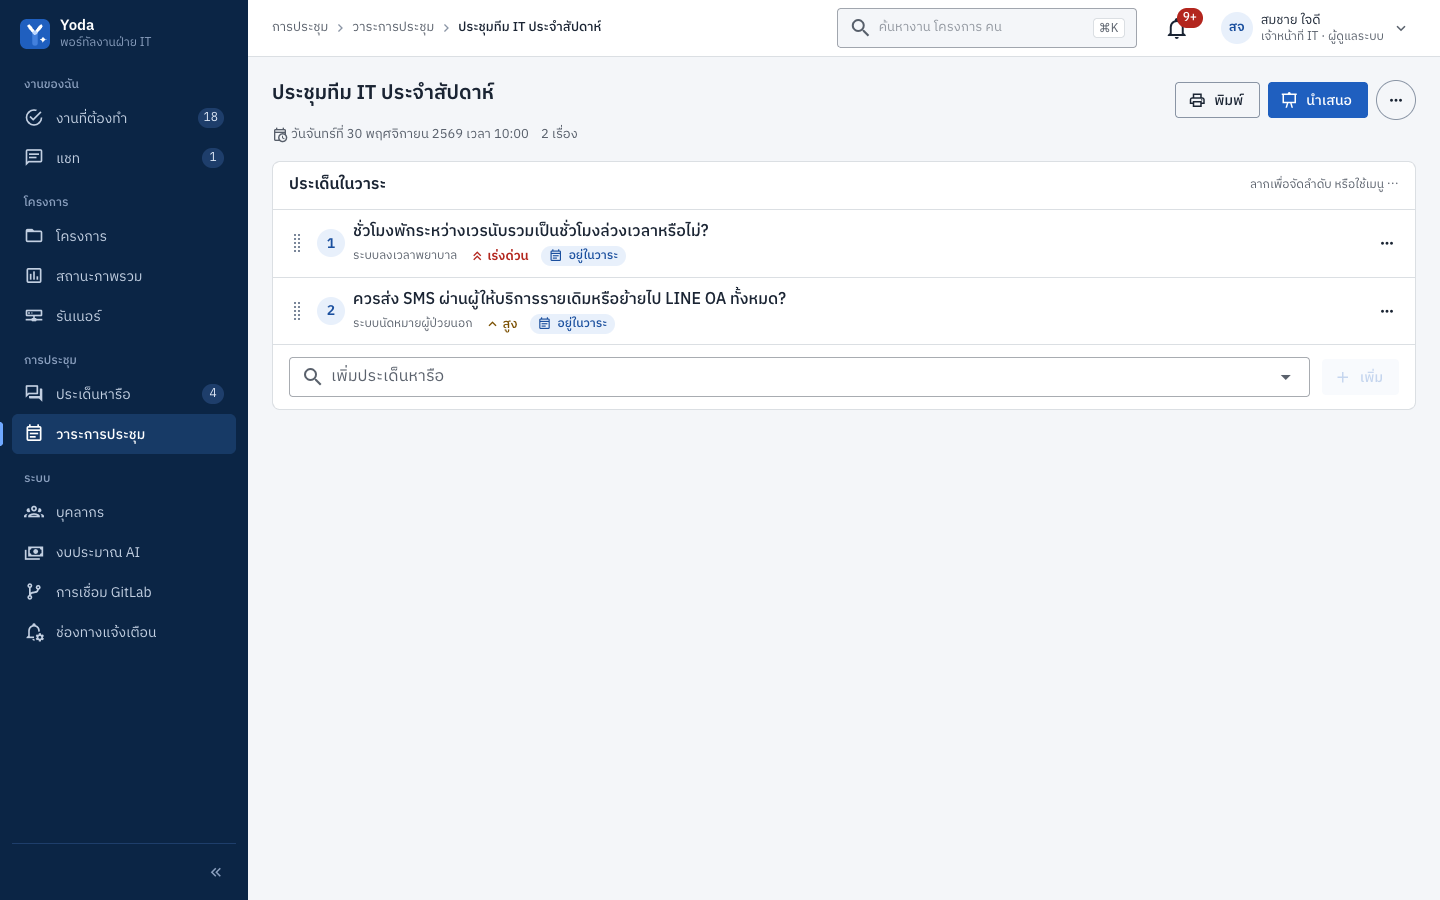 Yoda
พอร์ทัลงานฝ่าย IT
งานของฉัน
งานที่ต้องทำ 18
แชท 1
โครงการ
โครงการ
สถานะภาพรวม
รันเนอร์
การประชุม
ประเด็นหารือ 4
วาระการประชุม
ระบบ
บุคลากร
งบประมาณ AI
การเชื่อม GitLab
ช่องทางแจ้งเตือน
การประชุม วาระการประชุม ประชุมทีม IT ประจำสัปดาห์
ค้นหางาน โครงการ คน ⌘K
9+
สจ
สมชาย ใจดี
เจ้าหน้าที่ IT · ผู้ดูแลระบบ
ประชุมทีม IT ประจำสัปดาห์
พิมพ์
นำเสนอ
วันจันทร์ที่ 30 พฤศจิกายน 2569 เวลา 10:00 2 เรื่อง
ประเด็นในวาระ
ลากเพื่อจัดลำดับ หรือใช้เมนู ⋯
1
ชั่วโมงพักระหว่างเวรนับรวมเป็นชั่วโมงล่วงเวลาหรือไม่?
ระบบลงเวลาพยาบาล เร่งด่วน อยู่ในวาระ
2
ควรส่ง SMS ผ่านผู้ให้บริการรายเดิมหรือย้ายไป LINE OA ทั้งหมด?
ระบบนัดหมายผู้ป่วยนอก สูง อยู่ในวาระ
เพิ่มประเด็นหารือ
เพิ่ม